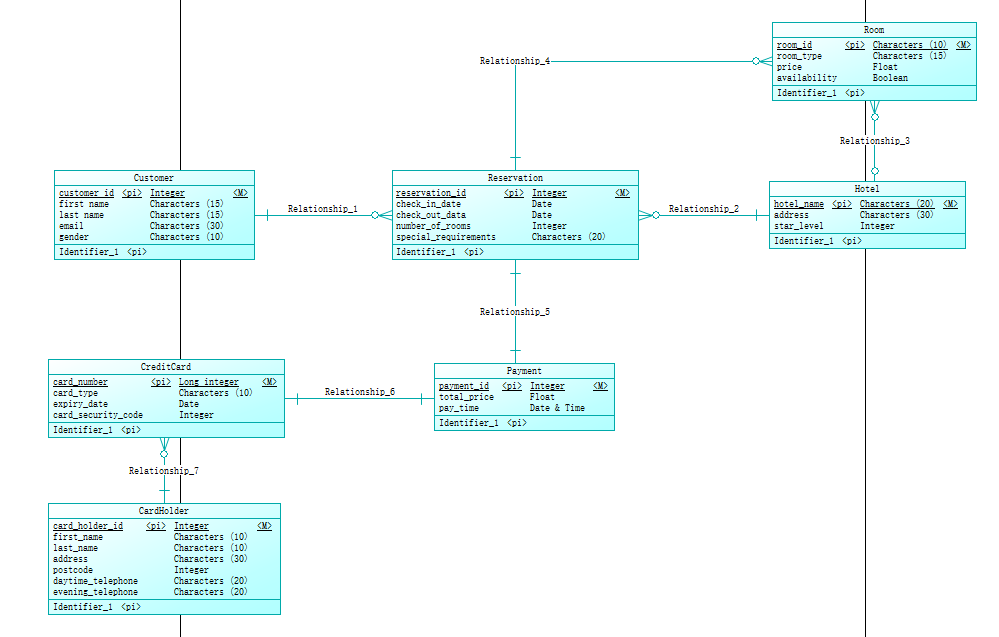 Room
room_id <pi> Characters (10) <M>
room_type Characters (15)
price Float
availability Boolean
Identifier_1 <pi>
Relationship_4
Relationship_3
Customer
customer_id <pi> Integer <M>
first name Characters (15)
last name Characters (15)
email Characters (30)
gender Characters (10)
Identifier_1 <pi>
Relationship_1
Reservation
reservation_id <pi> Integer <M>
check_in_date Date
check_out_data Date
number_of_rooms Integer
special_requirements Characters (20)
Identifier_1 <pi>
Relationship_2
Hotel
hotel_name <pi> Characters (20) <M>
address Characters (30)
star_level Integer
Identifier_1 <pi>
Relationship_5
CreditCard
card_number <pi> Long integer <M>
card_type Characters (10)
expiry_date Date
card_security_code Integer
Identifier_1 <pi>
Relationship_6
Payment
payment_id <pi> Integer <M>
total_price Float
pay_time Date & Time
Identifier_1 <pi>
Relationship_7
CardHolder
card_holder_id <pi> Integer <M>
first_name Characters (10)
last_name Characters (10)
address Characters (30)
postcode Integer
daytime_telephone Characters (20)
evening_telephone Characters (20)
Identifier_1 <pi>